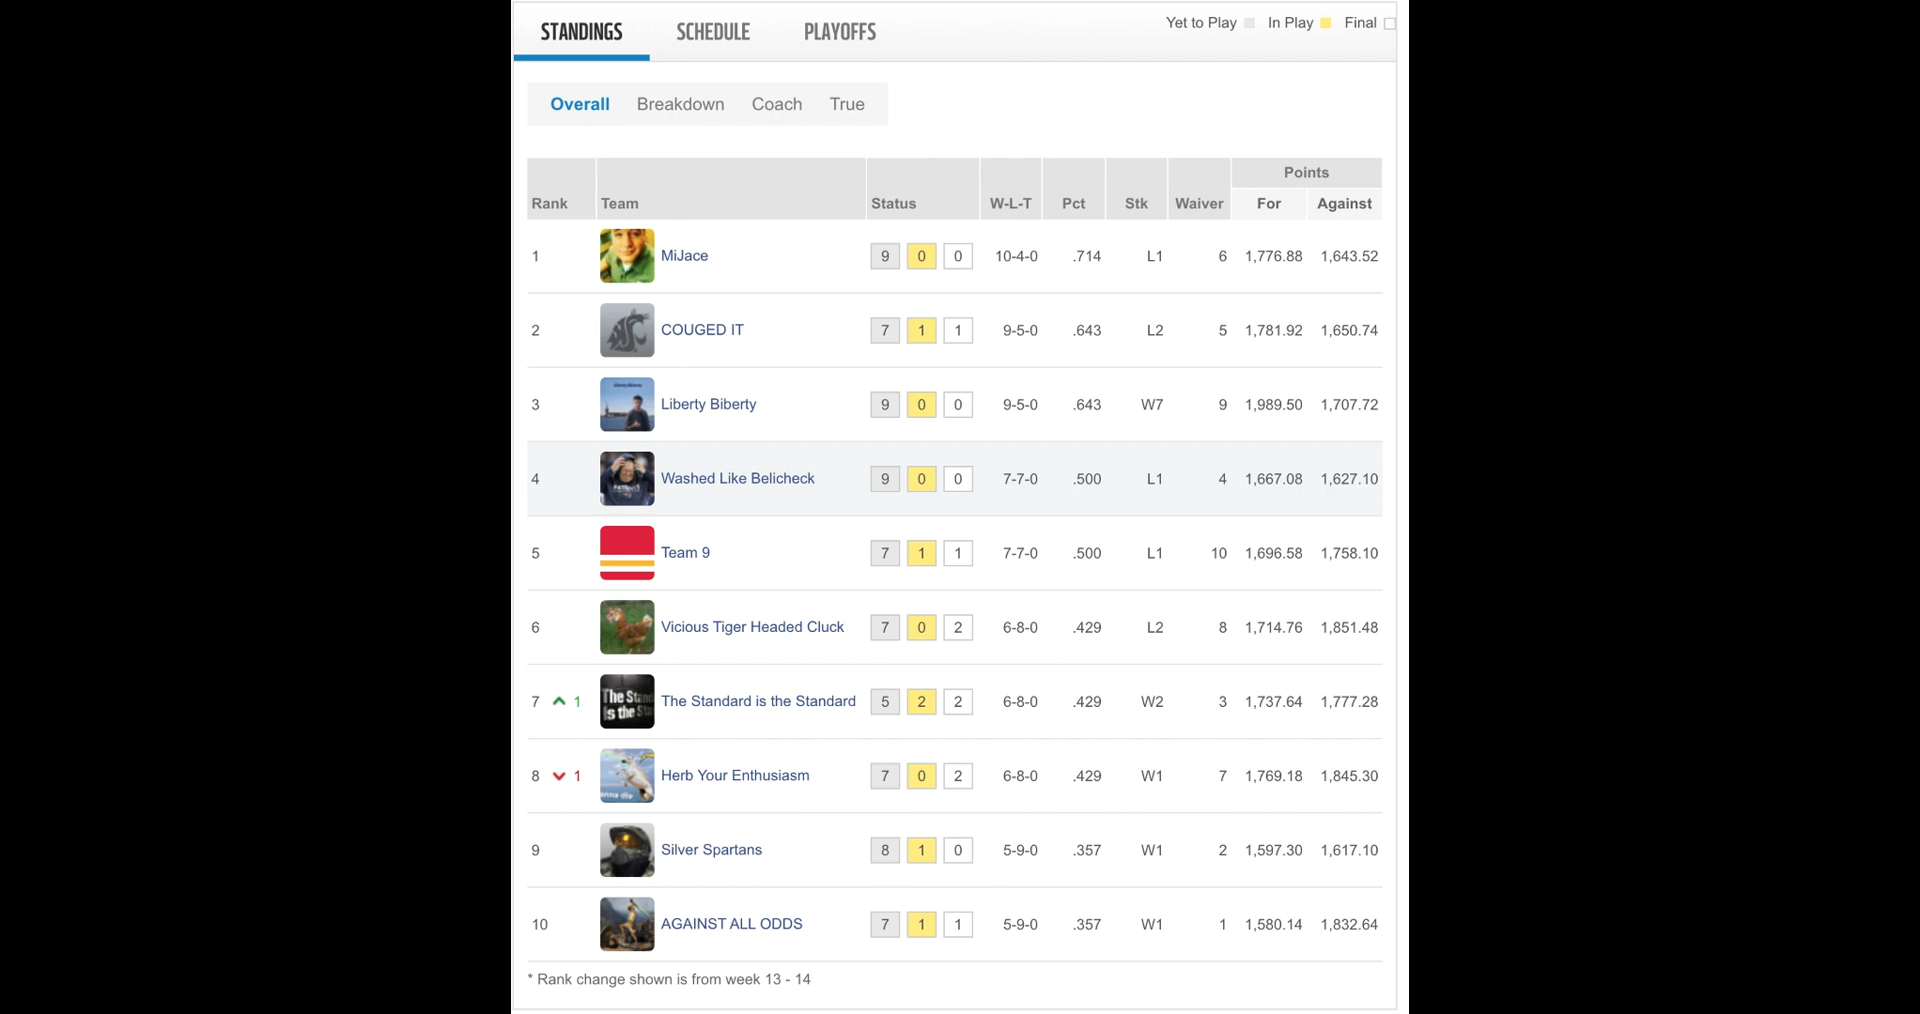 STANDINGS SCHEDULE PLAYOFFS Yet to Play In Play Final
Overall Breakdown Coach True
Points
Rank Team Status W-L-T Pct Stk Waiver For Against
1 MiJace 9 0 0 10-4-0 .714 L1 6 1,776.88 1,643.52
2 COUGED IT 7 1 1 9-5-0 .643 L2 5 1,781.92 1,650.74
3 Liberty Biberty 9 0 0 9-5-0 .643 W7 9 1,989.50 1,707.72
4 Washed Like Belicheck 9 0 0 7-7-0 .500 L1 4 1,667.08 1,627.10
5 Team 9 7 1 1 7-7-0 .500 L1 10 1,696.58 1,758.10
6 Vicious Tiger Headed Cluck 7 0 2 6-8-0 .429 L2 8 1,714.76 1,851.48
7 1 The Standard is the Standard 5 2 2 6-8-0 .429 W2 3 1,737.64 1,777.28
8 1 Herb Your Enthusiasm 7 0 2 6-8-0 .429 W1 7 1,769.18 1,845.30
9 Silver Spartans 8 1 0 5-9-0 .357 W1 2 1,597.30 1,617.10
10 AGAINST ALL ODDS 7 1 1 5-9-0 .357 W1 1 1,580.14 1,832.64
* Rank change shown is from week 13 - 14